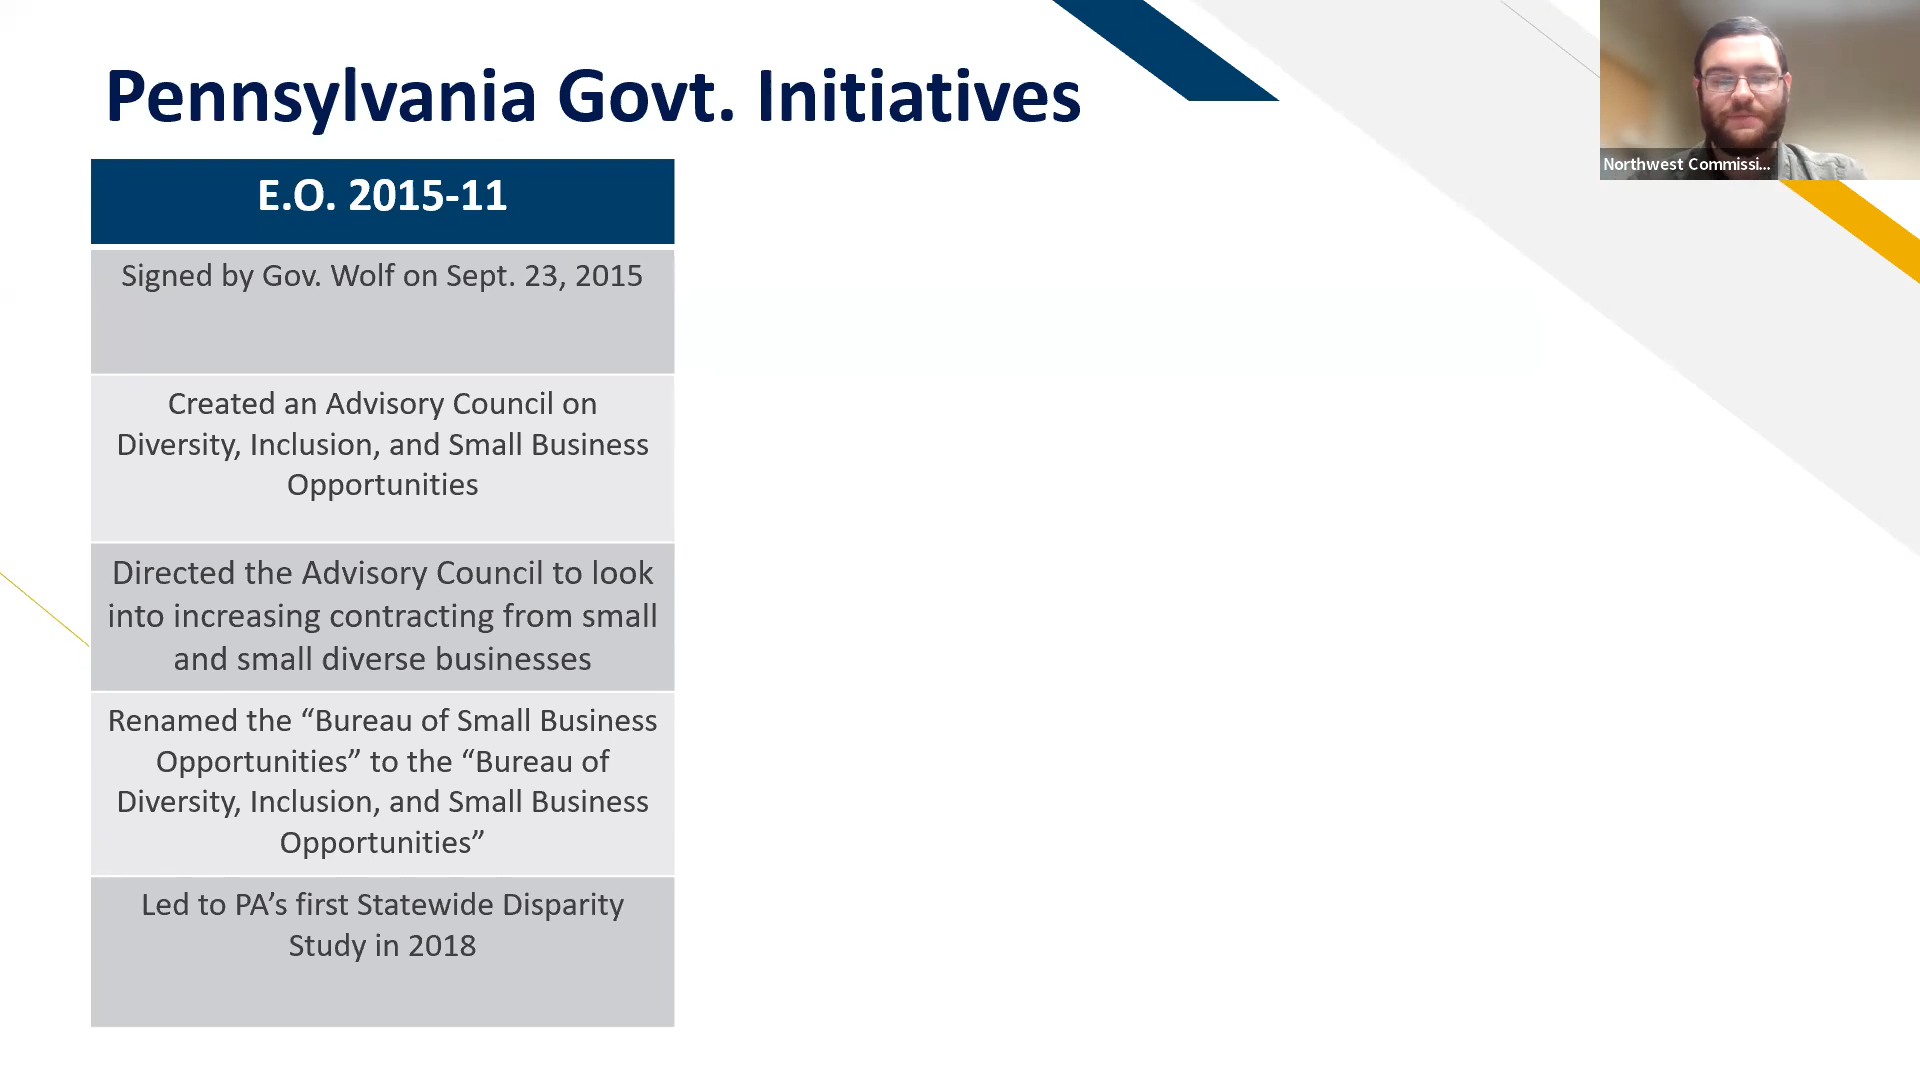 Pennsylvania Govt. Initiatives
Northwest Commissi...
E.O. 2015-11
Signed by Gov. Wolf on Sept. 23, 2015
Created an Advisory Council on
Diversity, Inclusion, and Small Business
Opportunities
Directed the Advisory Council to look
into increasing contracting from small
and small diverse businesses
Renamed the “Bureau of Small Business
Opportunities” to the “Bureau of
Diversity, Inclusion, and Small Business
Opportunities”
Led to PA’s first Statewide Disparity
Study in 2018